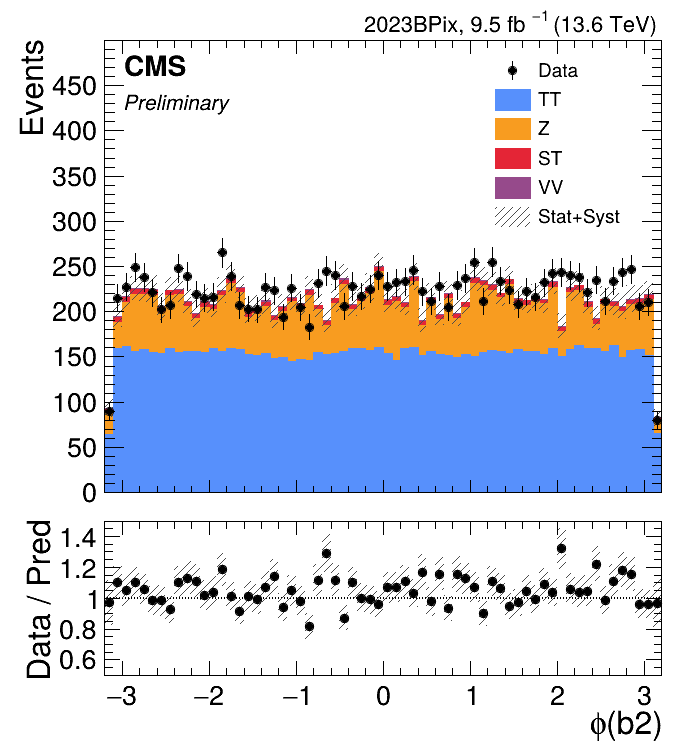 2023BPix, 9.5 fb⁻¹ (13.6 TeV)
CMS
Preliminary
Events
Data
TT
Z
ST
VV
Stat+Syst
450
400
350
300
250
200
150
100
50
0
Data / Pred
1.4
1.2
1
0.8
0.6
−3 −2 −1 0 1 2 3
ϕ(b2)